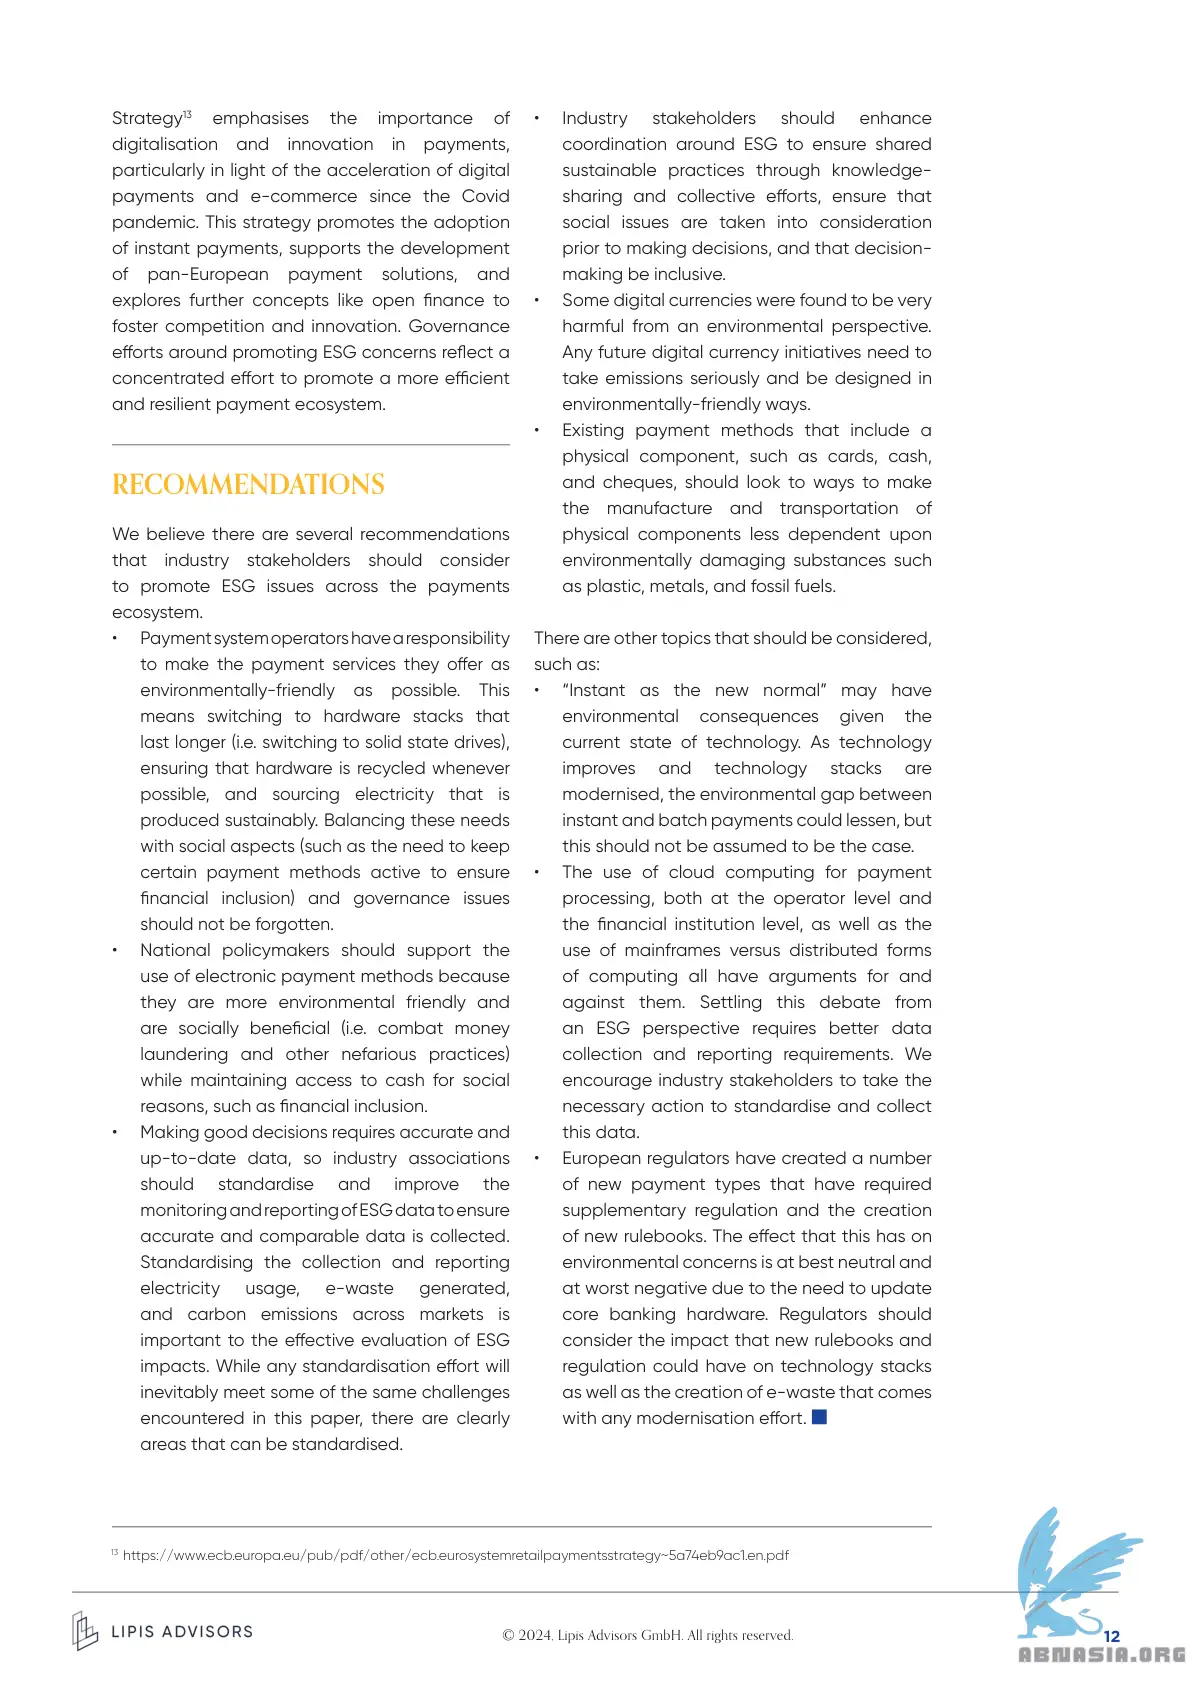 Strategy13 emphasises the importance of
digitalisation and innovation in payments,
particularly in light of the acceleration of digital
payments and e-commerce since the Covid
pandemic. This strategy promotes the adoption
of instant payments, supports the development
of pan-European payment solutions, and
explores further concepts like open finance to
foster competition and innovation. Governance
efforts around promoting ESG concerns reflect a
concentrated effort to promote a more efficient
and resilient payment ecosystem.
RECOMMENDATIONS
We believe there are several recommendations
that industry stakeholders should consider
to promote ESG issues across the payments
ecosystem.
• Payment system operators have a responsibility
to make the payment services they offer as
environmentally-friendly as possible. This
means switching to hardware stacks that
last longer (i.e. switching to solid state drives),
ensuring that hardware is recycled whenever
possible, and sourcing electricity that is
produced sustainably. Balancing these needs
with social aspects (such as the need to keep
certain payment methods active to ensure
financial inclusion) and governance issues
should not be forgotten.
• National policymakers should support the
use of electronic payment methods because
they are more environmental friendly and
are socially beneficial (i.e. combat money
laundering and other nefarious practices)
while maintaining access to cash for social
reasons, such as financial inclusion.
• Making good decisions requires accurate and
up-to-date data, so industry associations
should standardise and improve the
monitoring and reporting of ESG data to ensure
accurate and comparable data is collected.
Standardising the collection and reporting
electricity usage, e-waste generated,
and carbon emissions across markets is
important to the effective evaluation of ESG
impacts. While any standardisation effort will
inevitably meet some of the same challenges
encountered in this paper, there are clearly
areas that can be standardised.
• Industry stakeholders should enhance
coordination around ESG to ensure shared
sustainable practices through knowledge-
sharing and collective efforts, ensure that
social issues are taken into consideration
prior to making decisions, and that decision-
making be inclusive.
• Some digital currencies were found to be very
harmful from an environmental perspective.
Any future digital currency initiatives need to
take emissions seriously and be designed in
environmentally-friendly ways.
• Existing payment methods that include a
physical component, such as cards, cash,
and cheques, should look to ways to make
the manufacture and transportation of
physical components less dependent upon
environmentally damaging substances such
as plastic, metals, and fossil fuels.
There are other topics that should be considered,
such as:
• “Instant as the new normal” may have
environmental consequences given the
current state of technology. As technology
improves and technology stacks are
modernised, the environmental gap between
instant and batch payments could lessen, but
this should not be assumed to be the case.
• The use of cloud computing for payment
processing, both at the operator level and
the financial institution level, as well as the
use of mainframes versus distributed forms
of computing all have arguments for and
against them. Settling this debate from
an ESG perspective requires better data
collection and reporting requirements. We
encourage industry stakeholders to take the
necessary action to standardise and collect
this data.
• European regulators have created a number
of new payment types that have required
supplementary regulation and the creation
of new rulebooks. The effect that this has on
environmental concerns is at best neutral and
at worst negative due to the need to update
core banking hardware. Regulators should
consider the impact that new rulebooks and
regulation could have on technology stacks
as well as the creation of e-waste that comes
with any modernisation effort.
13 https://www.ecb.europa.eu/pub/pdf/other/ecb.eurosystemretailpaymentsstrategy~5a74eb9ac1.en.pdf
LIPIS ADVISORS
© 2024, Lipis Advisors GmbH. All rights reserved.
12
ABNASIA.ORG